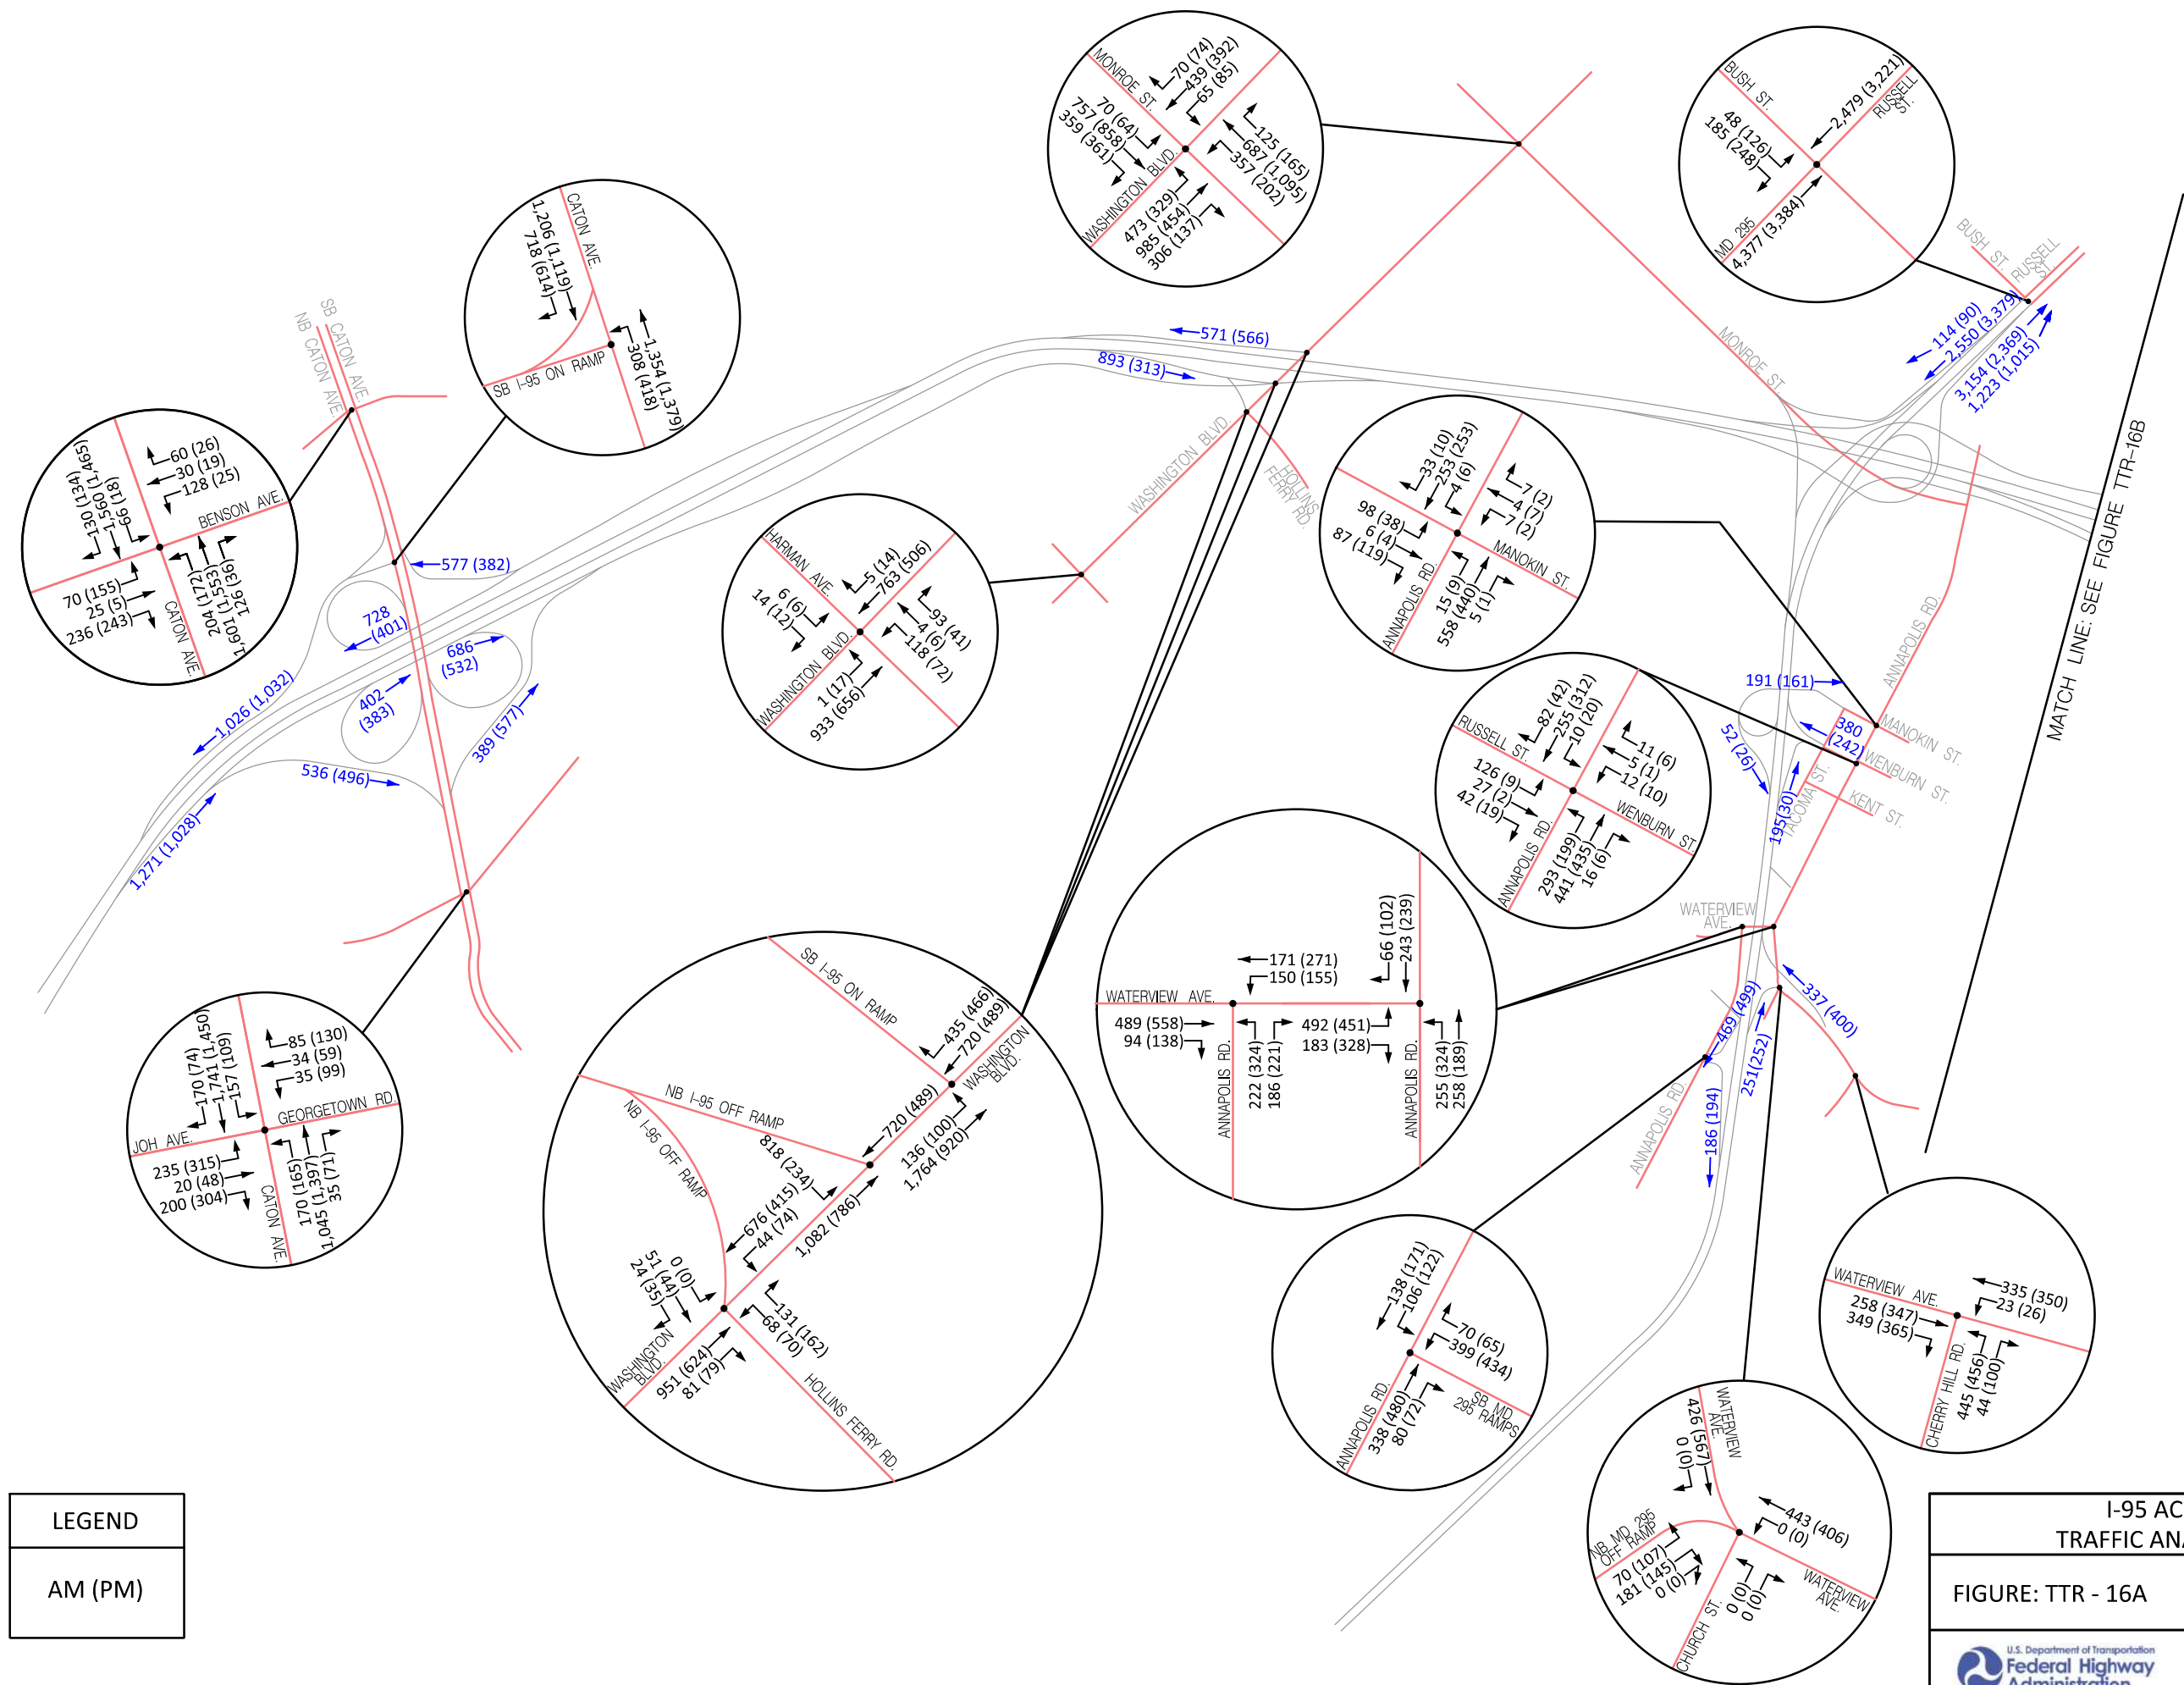 MONROE ST.
WASHINGTON BLVD.
70 (74)
439 (392)
65 (85)
70 (64)
757 (858)
359 (361)
125 (165)
687 (1,095)
357 (202)
473 (329)
985 (454)
306 (137)
BUSH ST.
RUSSELL
ST.
MD 295
2,479 (3,221)
48 (126)
185 (248)
4,377 (3,384)
CATON AVE.
SB I-95 ON RAMP
1,206 (1,119)
718 (614)
1,354 (1,379)
308 (418)
SB CATON AVE.
NB CATON AVE.
BENSON AVE.
CATON AVE.
60 (26)
30 (19)
128 (25)
130 (134)
1,560 (1,465)
66 (18)
70 (155)
25 (5)
236 (243)
204 (172)
1,601 (1,553)
126 (39)
577 (382)
728
(401)
686
(532)
402
(383)
389 (577)
1,026 (1,032)
536 (496)
1,271 (1,028)
571 (566)
893 (313)
WASHINGTON BLVD.
HOLLINS
FERRY RD.
MONROE ST.
BUSH ST.
RUSSELL
ST.
114 (90)
2,550 (3,379)
3,154 (2,369)
1,223 (1,015)
MATCH LINE: SEE FIGURE TTR-16B
HARMAN AVE.
WASHINGTON BLVD.
5 (14)
763 (506)
6 (6)
14 (12)
93 (41)
4 (6)
118 (72)
1 (17)
933 (656)
MANOKIN ST.
ANNAPOLIS RD.
33 (10)
253 (253)
4 (6)
7 (2)
4 (7)
7 (2)
98 (38)
6 (4)
87 (119)
15 (9)
558 (440)
5 (1)
RUSSELL ST.
WENBURN ST.
ANNAPOLIS RD.
82 (42)
255 (312)
10 (20)
11 (6)
5 (1)
12 (10)
126 (9)
27 (2)
42 (19)
293 (199)
441 (435)
16 (6)
ANNAPOLIS RD.
191 (161)
380
(242)
52 (26)
195(30)
MANOKIN ST.
WENBURN ST.
KENT ST.
TACOMA ST.
WATERVIEW
AVE.
337 (400)
469 (499)
251(252)
186 (194)
ANNAPOLIS RD.
WATERVIEW AVE.
ANNAPOLIS RD.
ANNAPOLIS RD.
171 (271)
150 (155)
66 (102)
243 (239)
489 (558)
94 (138)
222 (324)
186 (221)
492 (451)
183 (328)
255 (324)
258 (189)
JOH AVE.
GEORGETOWN RD.
CATON AVE.
85 (130)
34 (59)
35 (99)
170 (74)
1,741 (1,450)
157 (109)
235 (315)
20 (48)
200 (304)
170 (165)
1,045 (1,397)
35 (71)
SB I-95 ON RAMP
NB I-95 OFF RAMP
NB I-95 OFF RAMP
WASHINGTON
BLVD.
435 (466)
720 (489)
720 (489)
136 (100)
1,764 (920)
818 (234)
1,082 (786)
676 (415)
44 (74)
0 (0)
51 (44)
24 (35)
131 (162)
68 (70)
951 (624)
81 (79)
WASHINGTON
BLVD.
HOLLINS FERRY RD.
138 (171)
106 (122)
70 (65)
399 (434)
338 (480)
80 (72)
ANNAPOLIS RD.
SB MD
295 RAMPS
WATERVIEW AVE.
CHERRY HILL RD.
335 (350)
23 (26)
258 (347)
349 (365)
445 (456)
44 (100)
WATERVIEW
AVE.
426 (567)
0 (0)
443 (406)
0 (0)
NB MD 295
OFF RAMP
70 (107)
181 (145)
0 (0)
0 (0)
0 (0)
CHURCH ST.
WATERVIEW
AVE.
LEGEND
AM (PM)
I-95 AC
TRAFFIC ANA
FIGURE: TTR - 16A
U.S. Department of Transportation
Federal Highway
Administration